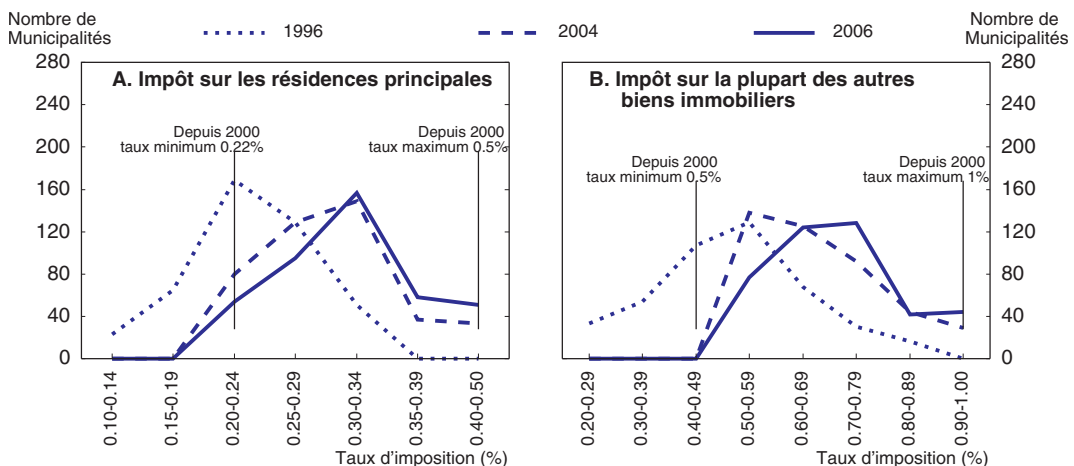 Nombre de
Municipalités
1996
2004
2006
Nombre de
Municipalités
A. Impôt sur les résidences principales
Depuis 2000
taux minimum 0.22%
Depuis 2000
taux maximum 0.5%
280
240
200
160
120
80
40
0
0.10-0.14
0.15-0.19
0.20-0.24
0.25-0.29
0.30-0.34
0.35-0.39
0.40-0.50
Taux d'imposition (%)
B. Impôt sur la plupart des autres
biens immobiliers
Depuis 2000
taux minimum 0.5%
Depuis 2000
taux maximum 1%
280
240
200
160
120
80
40
0
0.20-0.29
0.30-0.39
0.40-0.49
0.50-0.59
0.60-0.69
0.70-0.79
0.80-0.89
0.90-1.00
Taux d'imposition (%)